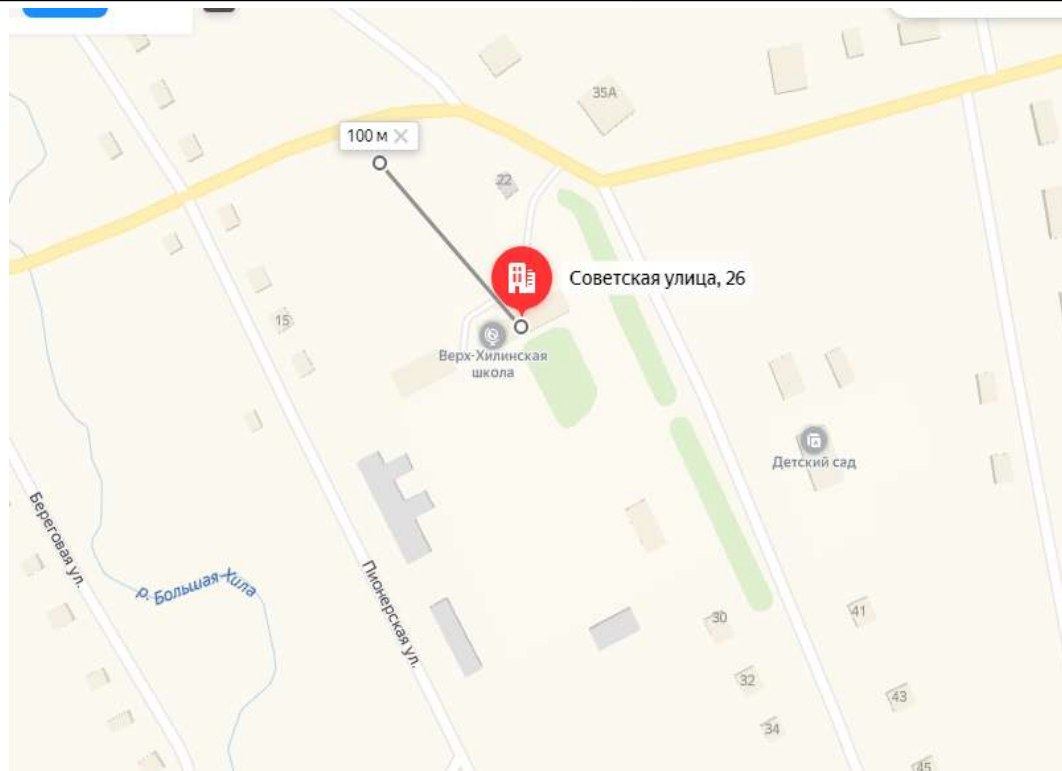 35А
100 м
22
Советская улица, 26
15
Верх-Хилинская
школа
Детский сад
Береговая ул.
р. Большая Хила
Пионерская ул.
30
41
32
43
34
45